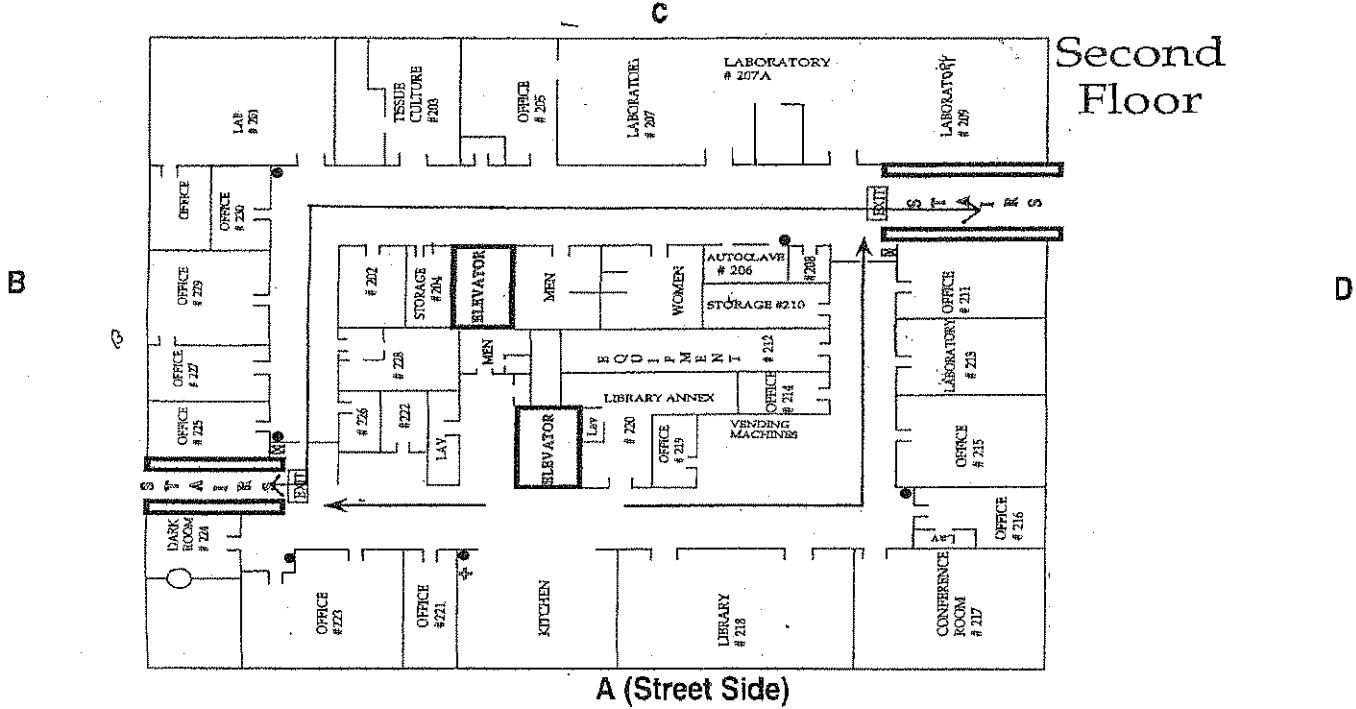 C
Second
Floor
LAB
# 201
TISSUE
CULTURE
#203
OFFICE
# 205
LABORATORY
# 207
LABORATORY
# 207A
LABORATORY
# 209
OFFICE
OFFICE
# 230
EXIT
STAIRS
B
OFFICE
# 229
# 202
STORAGE
# 204
ELEVATOR
MEN
WOMEN
AUTOCLAVE
# 206
#208
STORAGE #210
OFFICE
# 211
D
OFFICE
# 227
# 228
MEN
EQUIPMENT
# 212
LABORATORY
# 213
OFFICE
# 225
# 226
# 222
LAV
ELEVATOR
LIBRARY ANNEX
OFFICE
# 214
Lav
# 220
OFFICE
# 219
VENDING
MACHINES
OFFICE
# 215
STAIRS
EXIT
DARK
ROOM
# 224
OFFICE
# 216
Lav
OFFICE
#223
OFFICE
#221
KITCHEN
LIBRARY
# 218
CONFERENCE
ROOM # 217
A (Street Side)